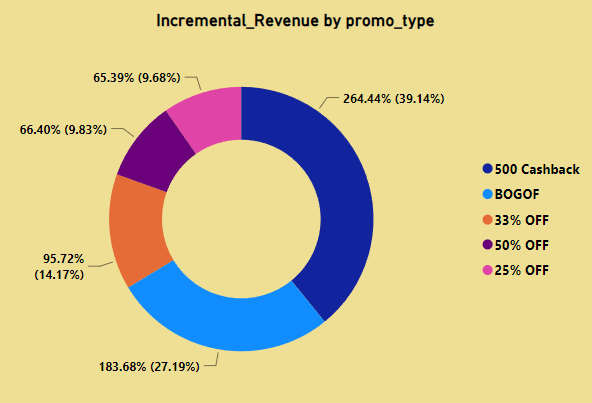 Incremental_Revenue by promo_type
65.39% (9.68%)
264.44% (39.14%)
66.40% (9.83%)
95.72%
(14.17%)
183.68% (27.19%)
500 Cashback
BOGOF
33% OFF
50% OFF
25% OFF